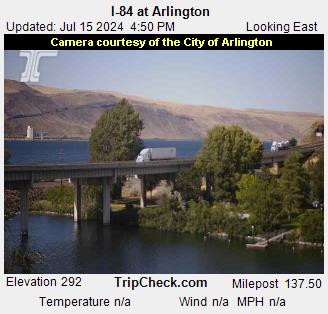 I-84 at Arlington
Updated: Jul 15 2024 4:50 PM Looking East
Camera courtesy of the City of Arlington
Elevation 292 TripCheck.com Milepost 137.50
Temperature n/a Wind n/a MPH n/a